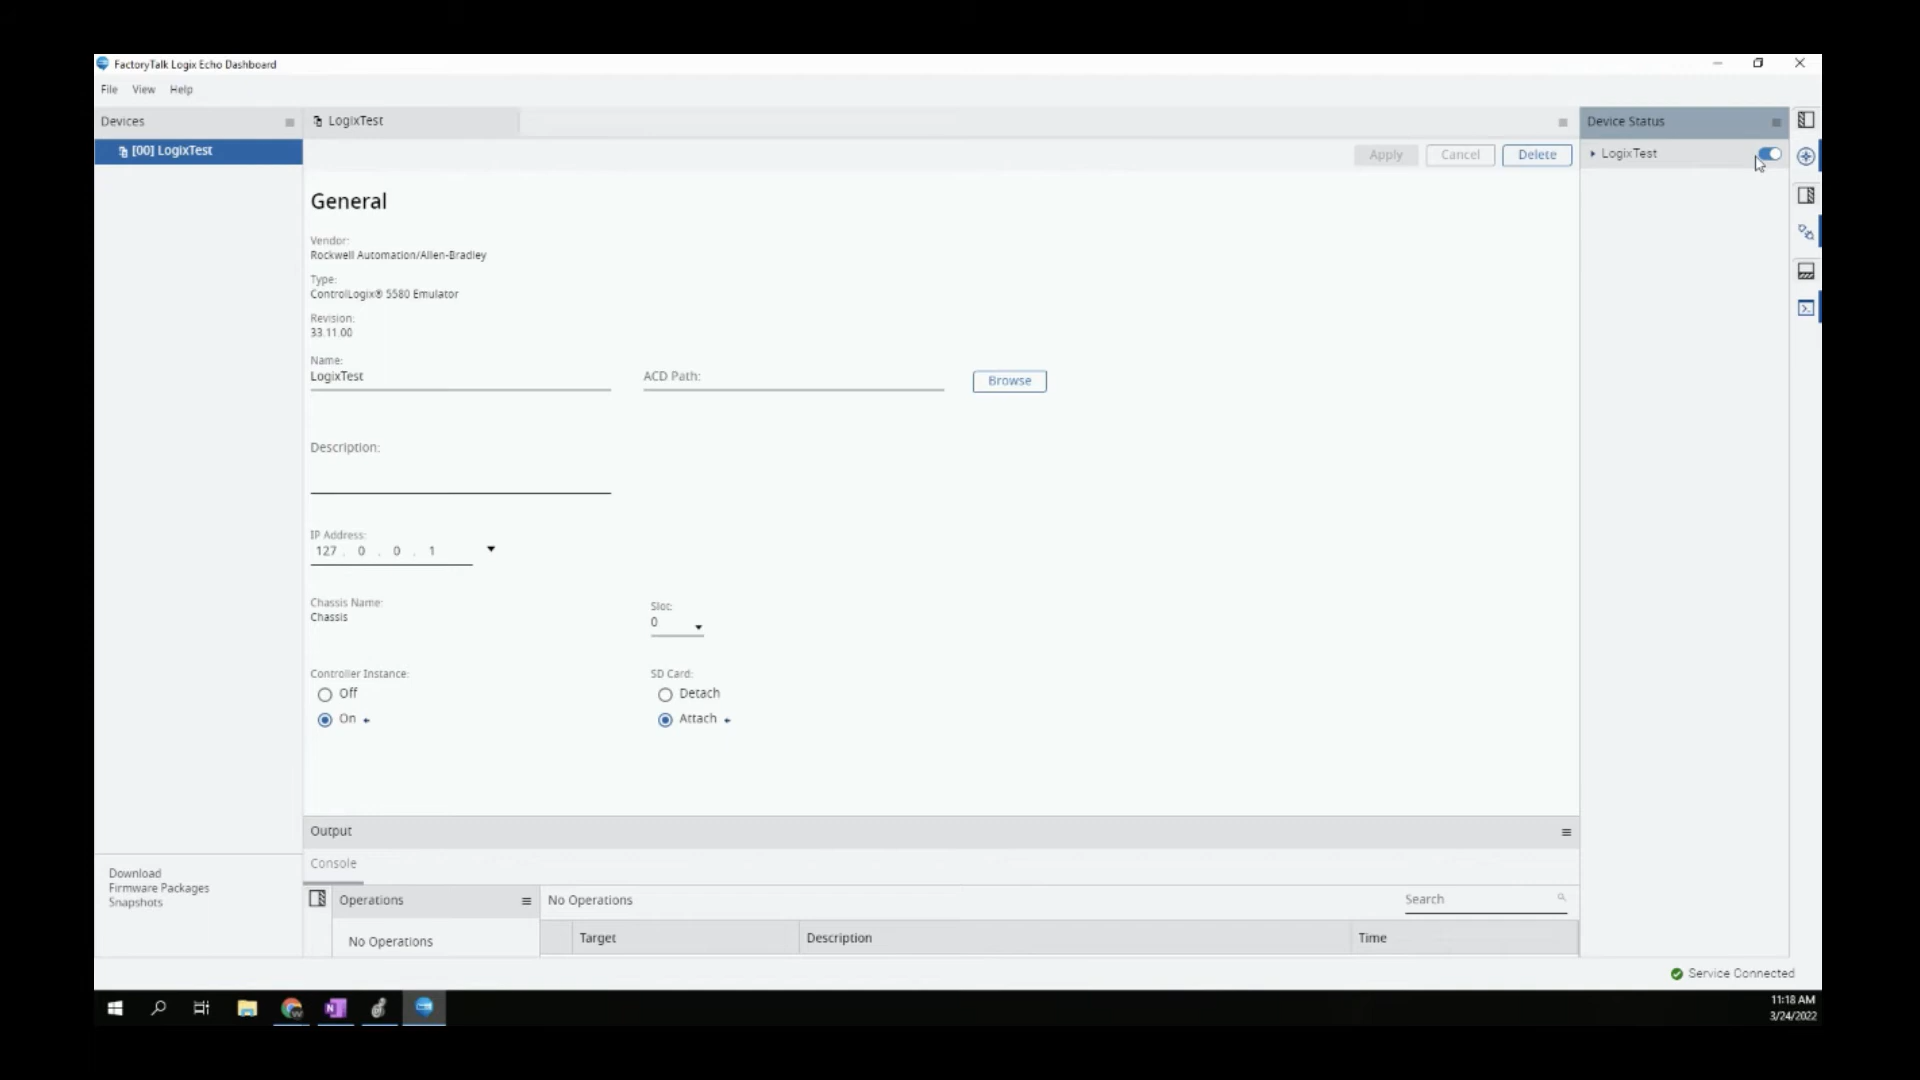 FactoryTalk Logix Echo Dashboard
File View Help
Devices
[00] LogixTest
LogixTest
Apply Cancel Delete
General
Vendor:
Rockwell Automation/Allen-Bradley
Type:
ControlLogix® 5580 Emulator
Revision:
33.11.00
Name:
LogixTest
ACD Path:
Browse
Description:
IP Address:
127 . 0 . 0 . 1
Chassis Name:
Chassis
Slot:
0
Controller Instance:
Off
On
SD Card:
Detach
Attach
Device Status
LogixTest
Output
Console
Operations
No Operations
No Operations
Search
Target Description Time
Download
Firmware Packages
Snapshots
Service Connected
11:18 AM
3/24/2022